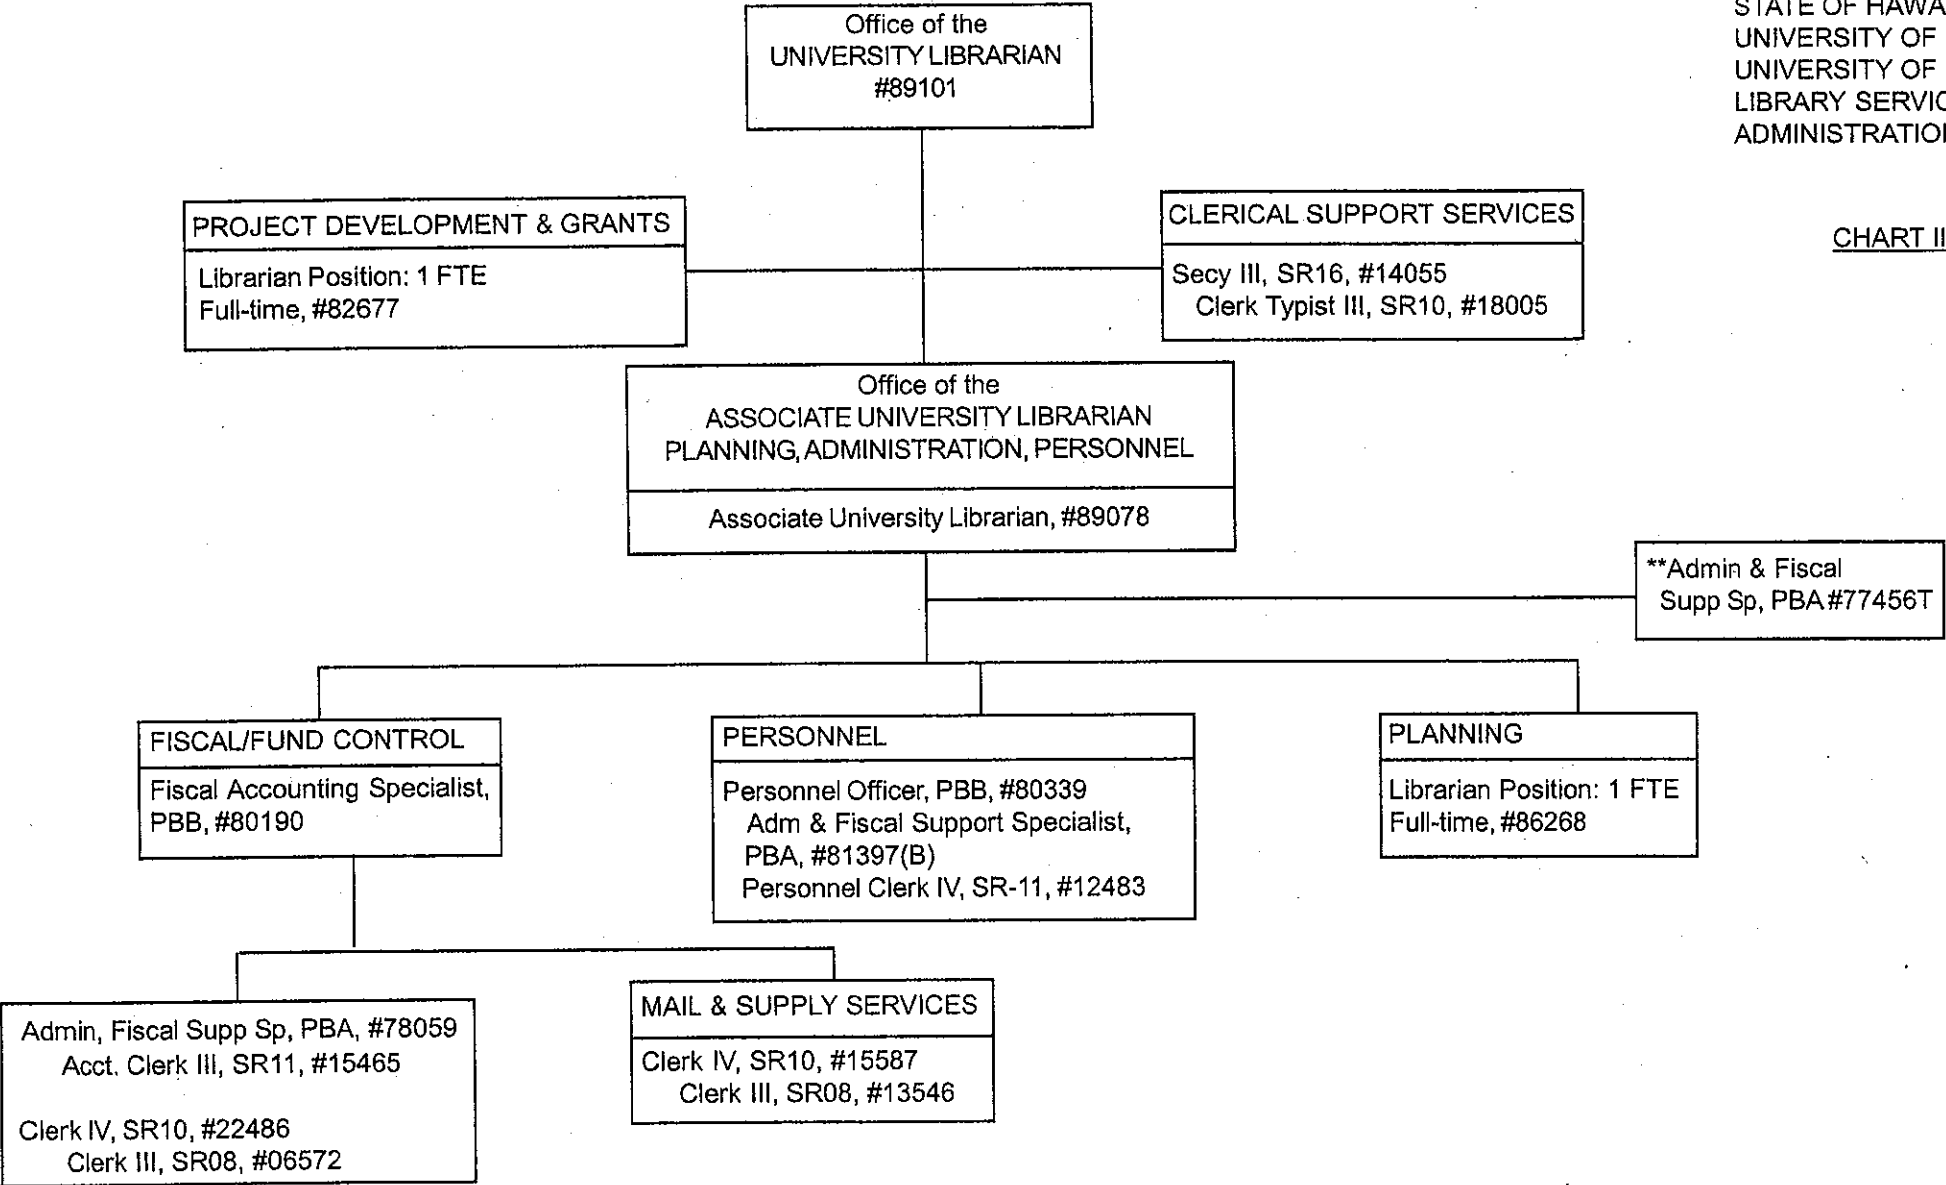 Office of the
UNIVERSITY LIBRARIAN
#89101
STATE OF
UNIVERSITY OF
UNIVERSITY OF
LIBRARY
CHART II
PROJECT DEVELOPMENT & GRANTS
Librarian Position: 1 FTE
Full-time, #82677
CLERICAL SUPPORT SERVICES
Secy III, SR16, #14055
Clerk Typist III, SR10, #18005
Office of the
ASSOCIATE UNIVERSITY LIBRARIAN
PLANNING, ADMINISTRATION, PERSONNEL
Associate University Librarian, #89078
**Admin & Fiscal
Supp Sp, PBA #77456T
FISCAL/FUND CONTROL
Fiscal Accounting Specialist,
PBB, #80190
PERSONNEL
Personnel Officer, PBB, #80339
Adm & Fiscal Support Specialist,
PBA, #81397(B)
Personnel Clerk IV, SR-11, #12483
PLANNING
Librarian Position: 1 FTE
Full-time, #86268
Admin, Fiscal Supp Sp, PBA, #78059
Acct. Clerk III, SR11, #15465
Clerk IV, SR10, #22486
Clerk III, SR08, #06572
MAIL & SUPPLY SERVICES
Clerk IV, SR10, #15587
Clerk III, SR08, #13546